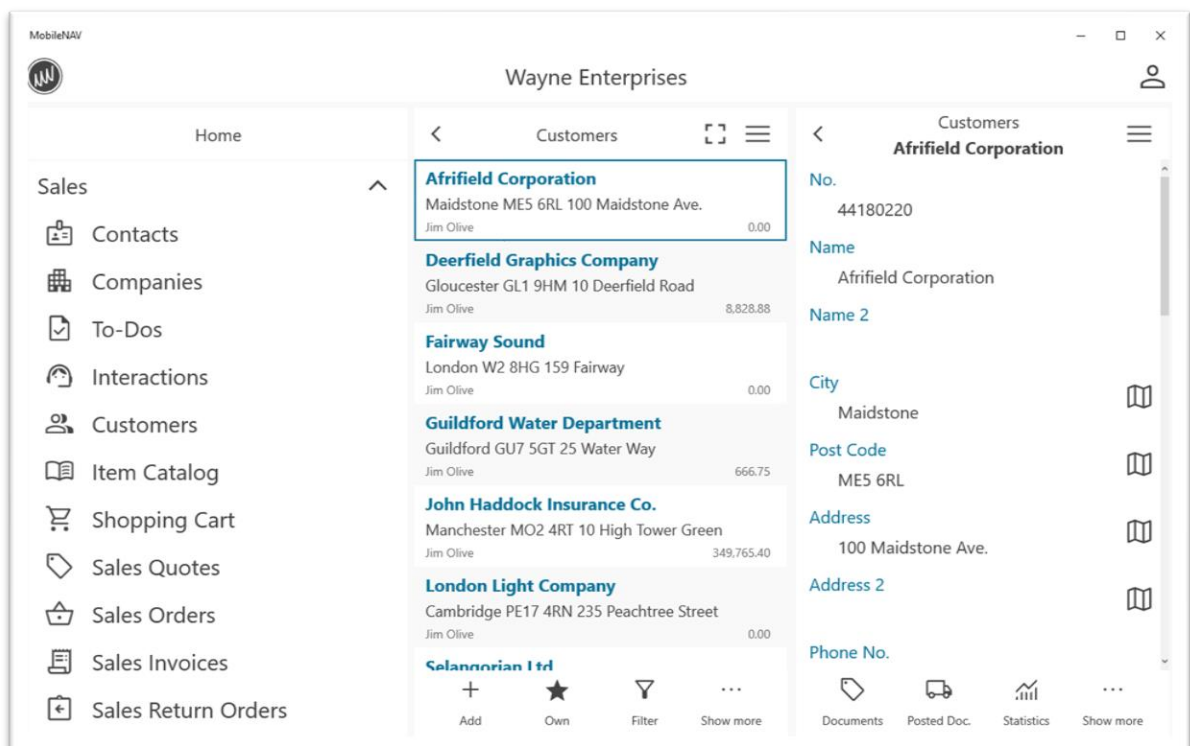 MobileNAV
Wayne Enterprises
Home
Sales
Contacts
Companies
To-Dos
Interactions
Customers
Item Catalog
Shopping Cart
Sales Quotes
Sales Orders
Sales Invoices
Sales Return Orders
Customers
Afrifield Corporation
Maidstone ME5 6RL 100 Maidstone Ave.
Jim Olive 0.00
Deerfield Graphics Company
Gloucester GL1 9HM 10 Deerfield Road
Jim Olive 8,828.88
Fairway Sound
London W2 8HG 159 Fairway
Jim Olive 0.00
Guildford Water Department
Guildford GU7 5GT 25 Water Way
Jim Olive 666.75
John Haddock Insurance Co.
Manchester MO2 4RT 10 High Tower Green
Jim Olive 349,765.40
London Light Company
Cambridge PE17 4RN 235 Peachtree Street
Jim Olive 0.00
Selangorian Ltd
Add Own Filter Show more
Customers
Afrifield Corporation
No.
44180220
Name
Afrifield Corporation
Name 2
City
Maidstone
Post Code
ME5 6RL
Address
100 Maidstone Ave.
Address 2
Phone No.
Documents Posted Doc. Statistics Show more